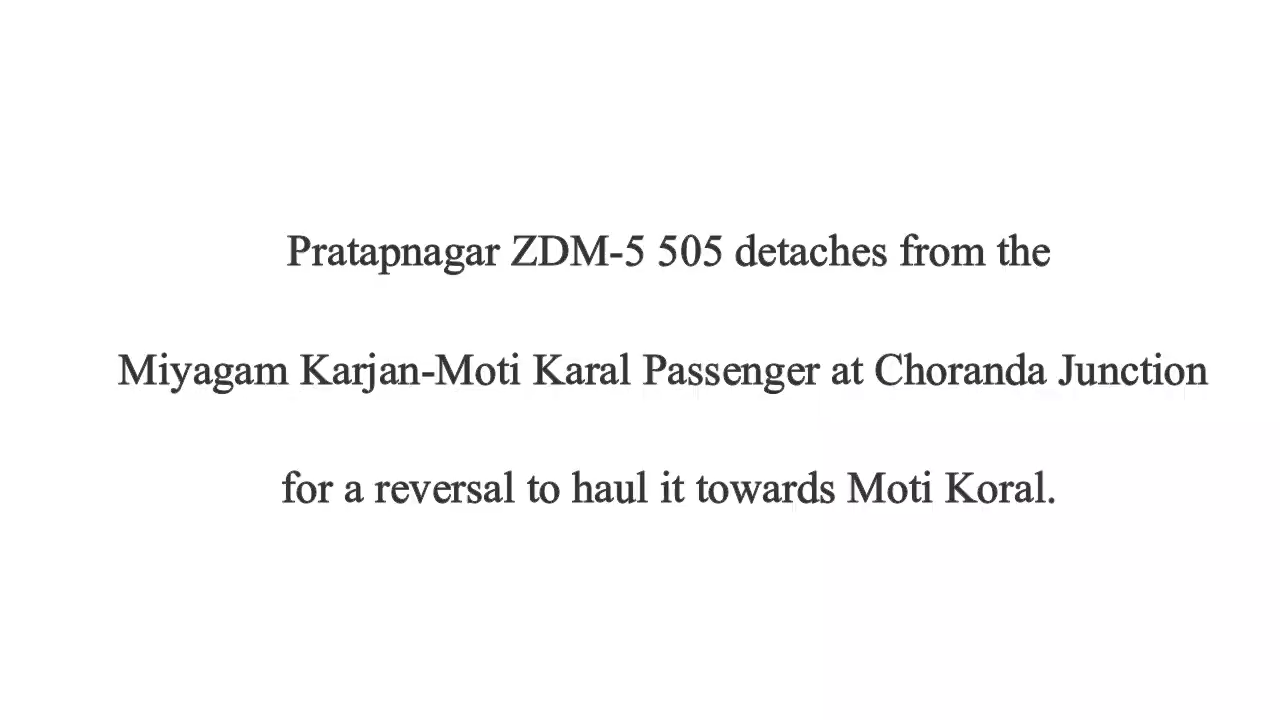 Pratapnagar ZDM-5 505 detaches from the
Miyagam Karjan-Moti Karal Passenger at Choranda Junction
for a reversal to haul it towards Moti Koral.